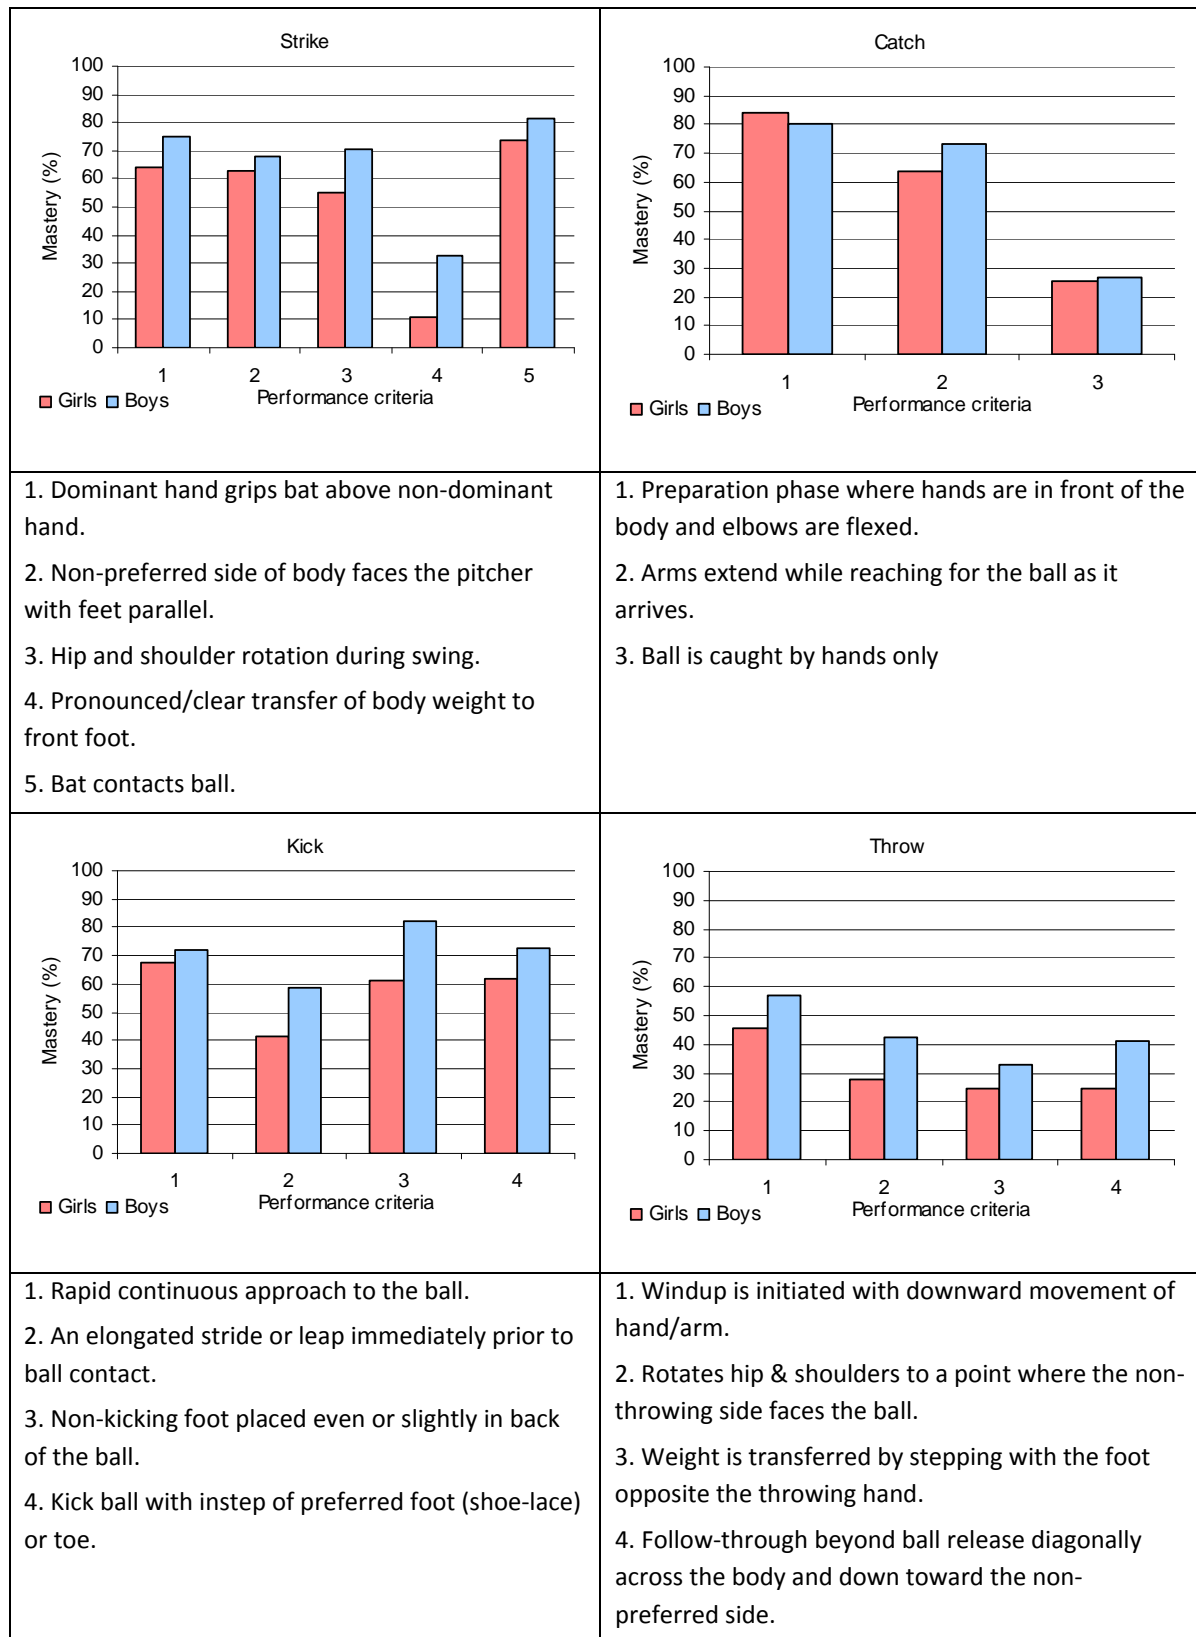 Strike
100
90
80
70
60
50
40
30
20
10
0
Mastery (%)
1 2 3 4 5
Performance criteria
Girls Boys
Catch
100
90
80
70
60
50
40
30
20
10
0
Mastery (%)
1 2 3
Performance criteria
Girls Boys
1. Dominant hand grips bat above non-dominant
hand.
2. Non-preferred side of body faces the pitcher
with feet parallel.
3. Hip and shoulder rotation during swing.
4. Pronounced/clear transfer of body weight to
front foot.
5. Bat contacts ball.
1. Preparation phase where hands are in front of the
body and elbows are flexed.
2. Arms extend while reaching for the ball as it
arrives.
3. Ball is caught by hands only
Kick
100
90
80
70
60
50
40
30
20
10
0
Mastery (%)
1 2 3 4
Performance criteria
Girls Boys
Throw
100
90
80
70
60
50
40
30
20
10
0
Mastery (%)
1 2 3 4
Performance criteria
Girls Boys
1. Rapid continuous approach to the ball.
2. An elongated stride or leap immediately prior to
ball contact.
3. Non-kicking foot placed even or slightly in back
of the ball.
4. Kick ball with instep of preferred foot (shoe-lace)
or toe.
1. Windup is initiated with downward movement of
hand/arm.
2. Rotates hip & shoulders to a point where the non-
throwing side faces the ball.
3. Weight is transferred by stepping with the foot
opposite the throwing hand.
4. Follow-through beyond ball release diagonally
across the body and down toward the non-
preferred side.